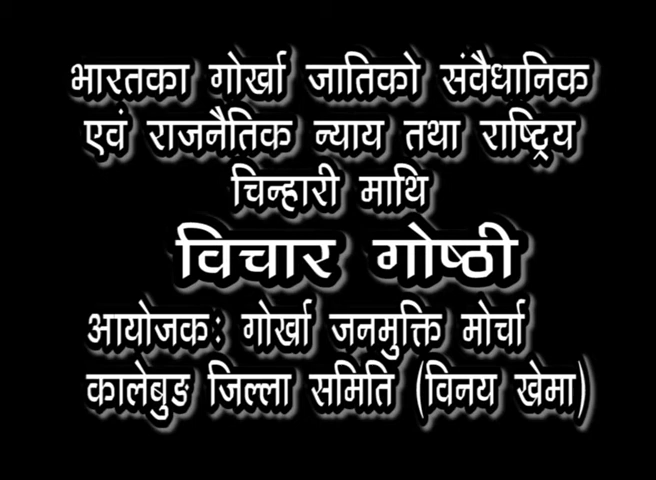 भारतका गोर्खा जातिको संवैधानिक
एवं राजनैतिक न्याय तथा राष्ट्रिय
चिन्हारी माथि
विचार गोष्ठी
आयोजकः गोर्खा जनमुक्ति मोर्चा
कालेबुङ जिल्ला समिति (विनय खेमा)